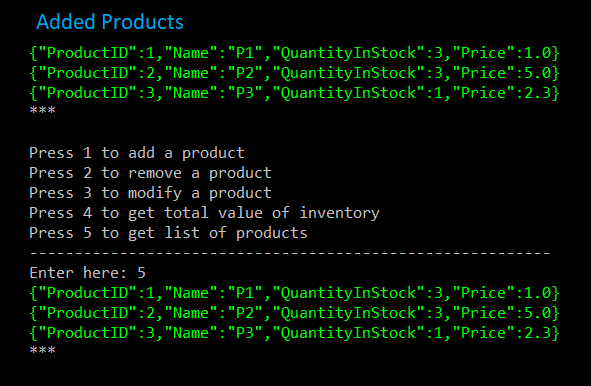 Added Products
{"ProductID":1,"Name":"P1","QuantityInStock":3,"Price":1.0}
{"ProductID":2,"Name":"P2","QuantityInStock":3,"Price":5.0}
{"ProductID":3,"Name":"P3","QuantityInStock":1,"Price":2.3}
***
Press 1 to add a product
Press 2 to remove a product
Press 3 to modify a product
Press 4 to get total value of inventory
Press 5 to get list of products
----------------------------------------------------------
Enter here: 5
{"ProductID":1,"Name":"P1","QuantityInStock":3,"Price":1.0}
{"ProductID":2,"Name":"P2","QuantityInStock":3,"Price":5.0}
{"ProductID":3,"Name":"P3","QuantityInStock":1,"Price":2.3}
***